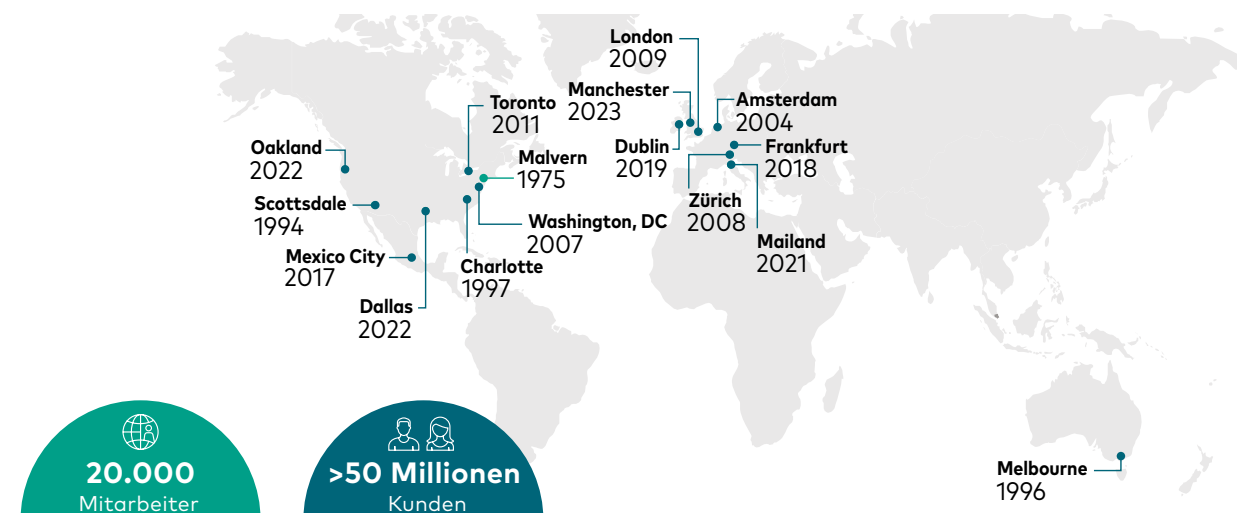 London
2009
Manchester
2023
Amsterdam
2004
Toronto
2011
Dublin
2019
Frankfurt
2018
Oakland
2022
Malvern
1975
Scottsdale
1994
Zürich
2008
Washington, DC
2007
Mailand
2021
Mexico City
2017
Charlotte
1997
Dallas
2022
Melbourne
1996
20.000
Mitarbeiter
>50 Millionen
Kunden